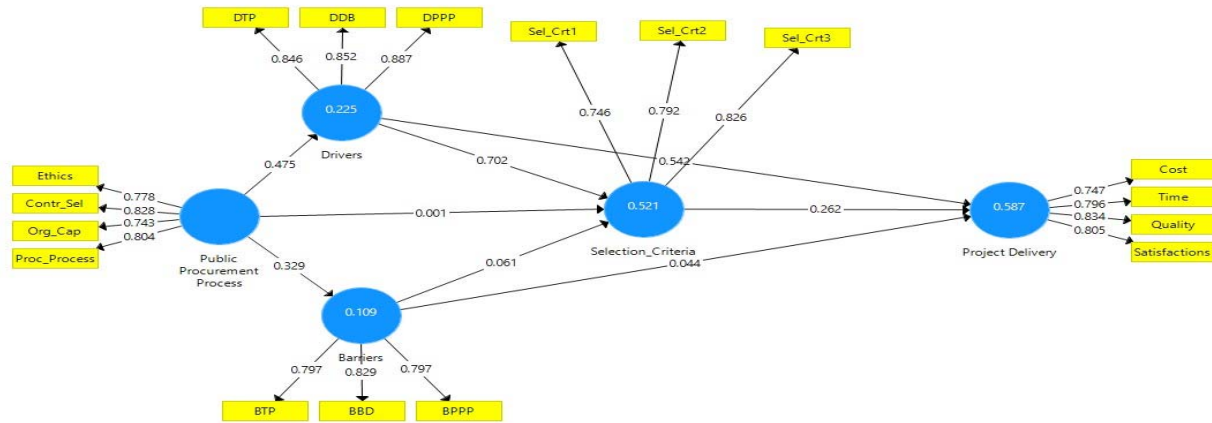 DTP
DDB
DPPP
0.846
0.852
0.887
0.225
Drivers
Sel_Crt1
Sel_Crt2
Sel_Crt3
0.746
0.792
0.826
0.475
0.702
0.542
Ethics
Contr_Sel
Org_Cap
Proc_Process
0.778
0.828
0.743
0.804
Public
Procurement
Process
0.001
0.521
Selection_Criteria
0.262
0.587
Project Delivery
0.747
0.796
0.834
0.805
Cost
Time
Quality
Satisfactions
0.329
0.061
0.044
0.109
Barriers
0.797
0.829
0.797
BTP
BBD
BPPP